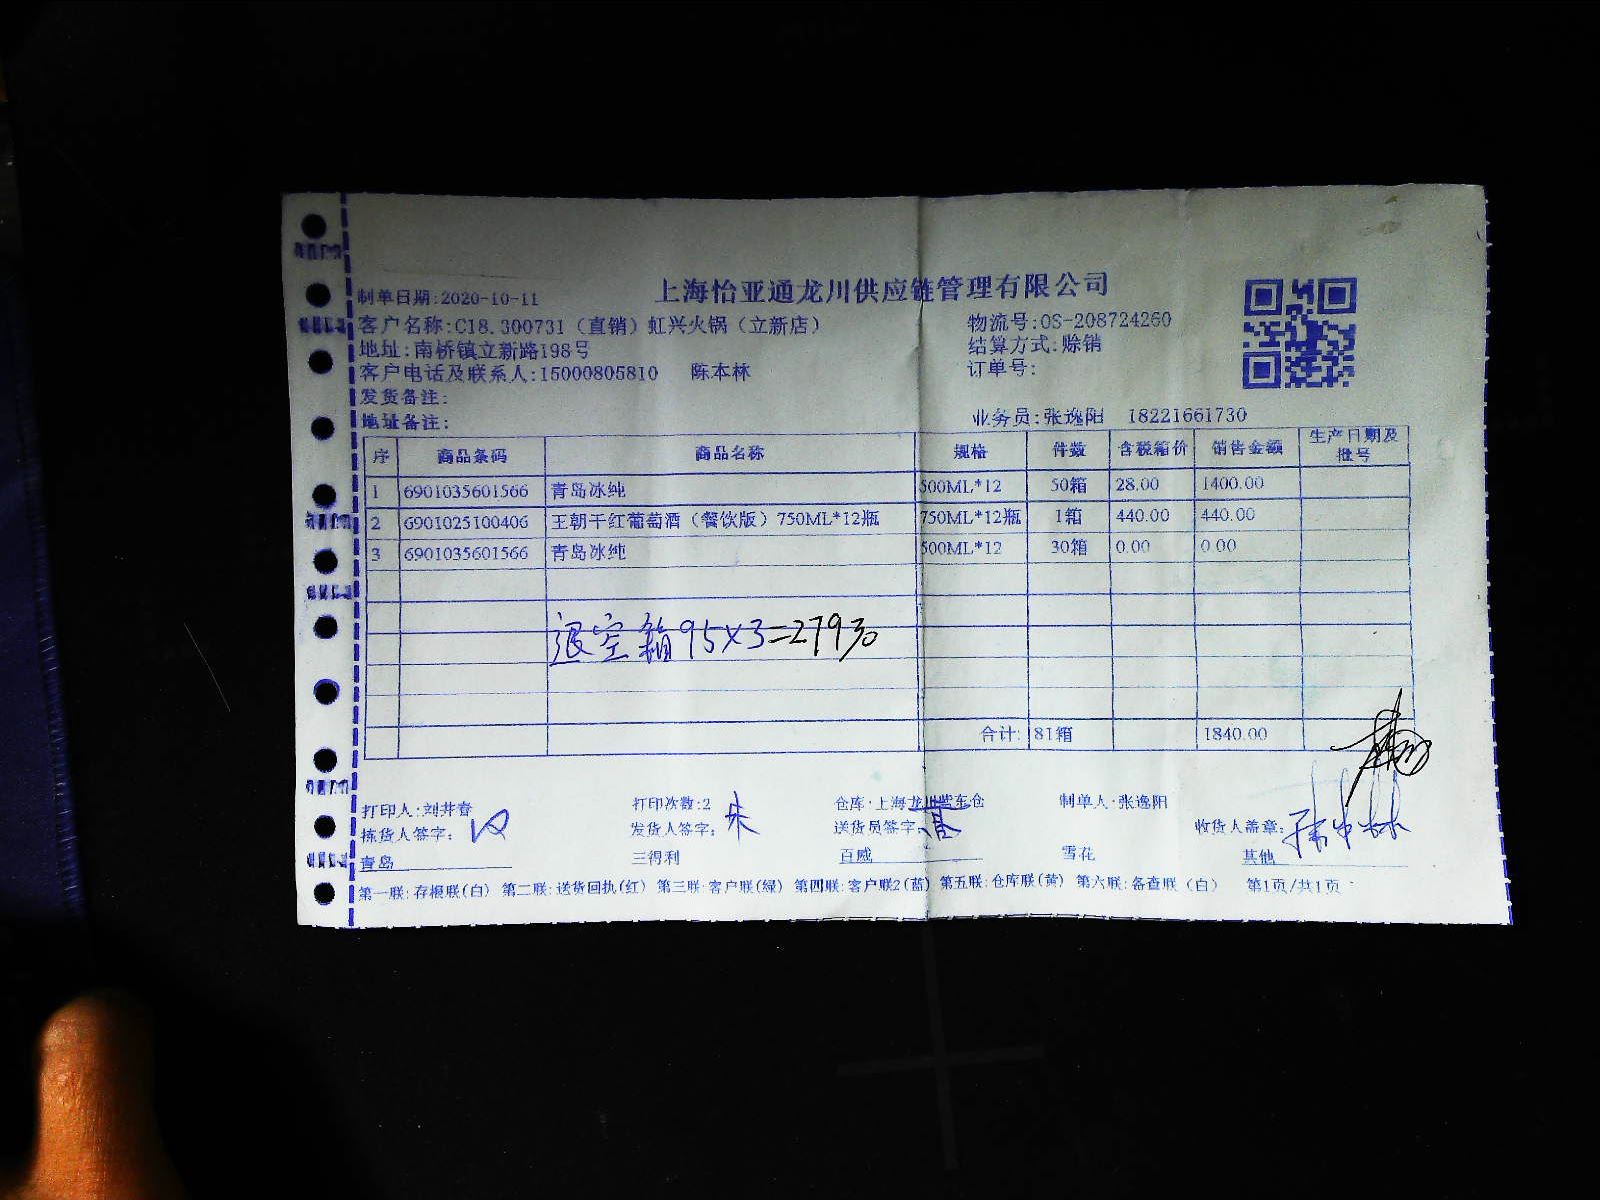 上海怡亚通龙川供应链管理有限公司
制单日期:2020-10-11
客户名称:C18.300731（直销）虹兴火锅（立新店） 物流号:OS-208724260
地址:南桥镇立新路198号 结算方式:赊销
客户电话及联系人:15000805810 陈本林 订单号:
发货备注:
地址备注: 业务员:张逸阳 18221661730
序 商品条码 商品名称 规格 件数 含税箱价 销售金额 生产日期及批号
1 6901035601566 青岛冰纯 500ML*12 50箱 28.00 1400.00
2 6901025100406 王朝干红葡萄酒（餐饮版）750ML*12瓶 750ML*12瓶 1箱 440.00 440.00
3 6901035601566 青岛冰纯 500ML*12 30箱 0.00 0.00
退空箱95×3=279元
合计: 81箱 1840.00
打印人:刘井春 打印次数:2 仓库:上海龙川营东仓 制单人:张逸阳
拣货人签字: 发货人签字: 朱 送货员签字: 收货人盖章:
青岛 三得利 百威 雪花 其他
第一联:存根联(白) 第二联:送货回执(红) 第三联:客户联(绿) 第四联:客户联2(蓝) 第五联:仓库联(黄) 第六联:备查联（白） 第1页/共1页